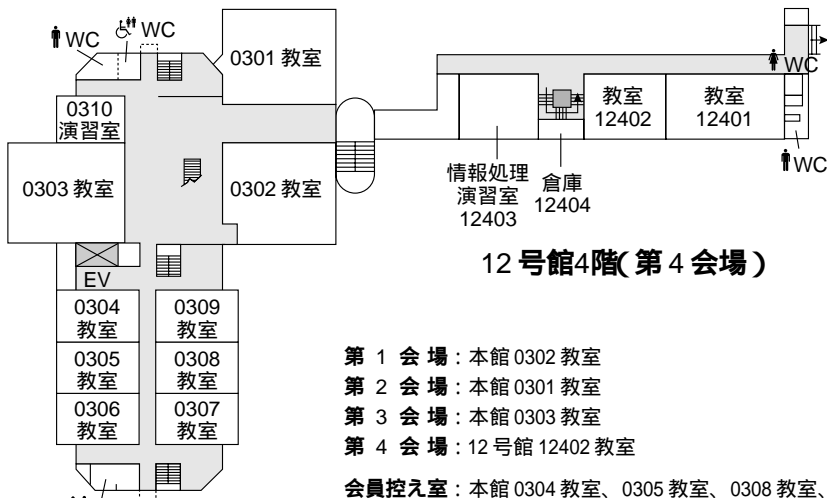 WC
WC
0301 教室
0310
演習室
0303 教室
0302 教室
EV
0304
教室
0309
教室
0305
教室
0308
教室
0306
教室
0307
教室
WC
教室
12402
教室
12401
情報処理
演習室
12403
倉庫
12404
WC
12 号館4階(第 4 会場)
第 1 会 場:本館 0302 教室
第 2 会 場:本館 0301 教室
第 3 会 場:本館 0303 教室
第 4 会 場:12 号館 12402 教室
会員控え室:本館 0304 教室、0305 教室、0308 教室、